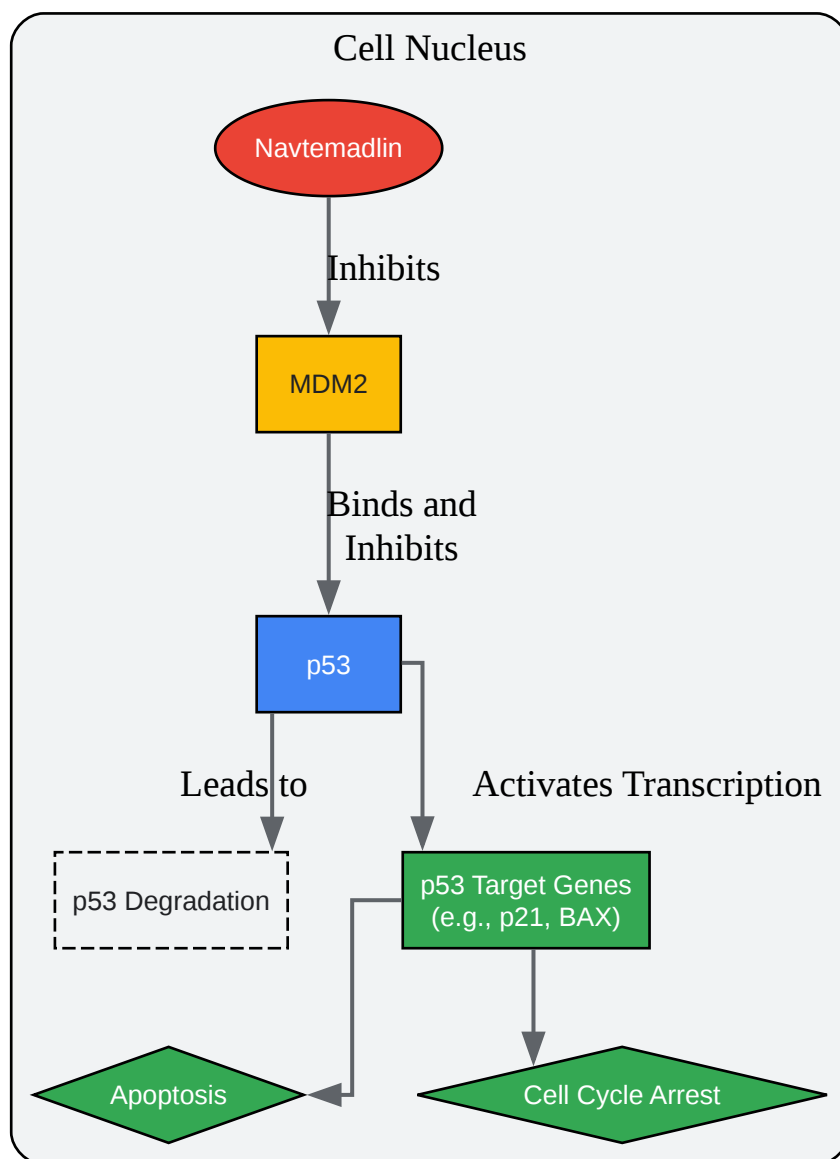 Cell Nucleus
Navtemadlin
Inhibits
MDM2
Binds and
Inhibits
p53
Leads to
Activates Transcription
p53 Degradation
p53 Target Genes
(e.g., p21, BAX)
Apoptosis
Cell Cycle Arrest